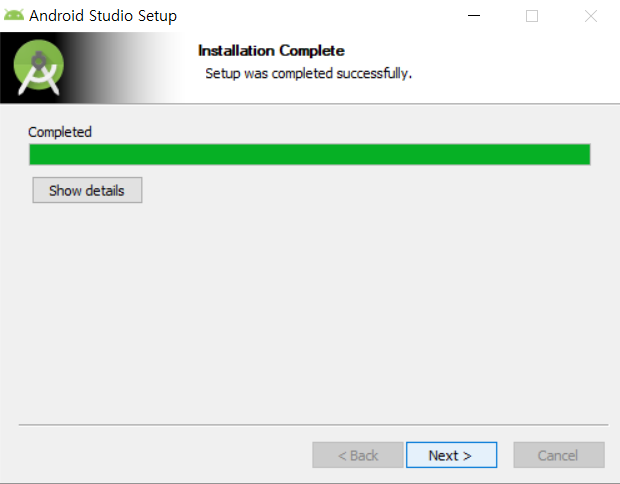 Android Studio Setup
Installation Complete
Setup was completed successfully.
Completed
Show details
< Back
Next >
Cancel